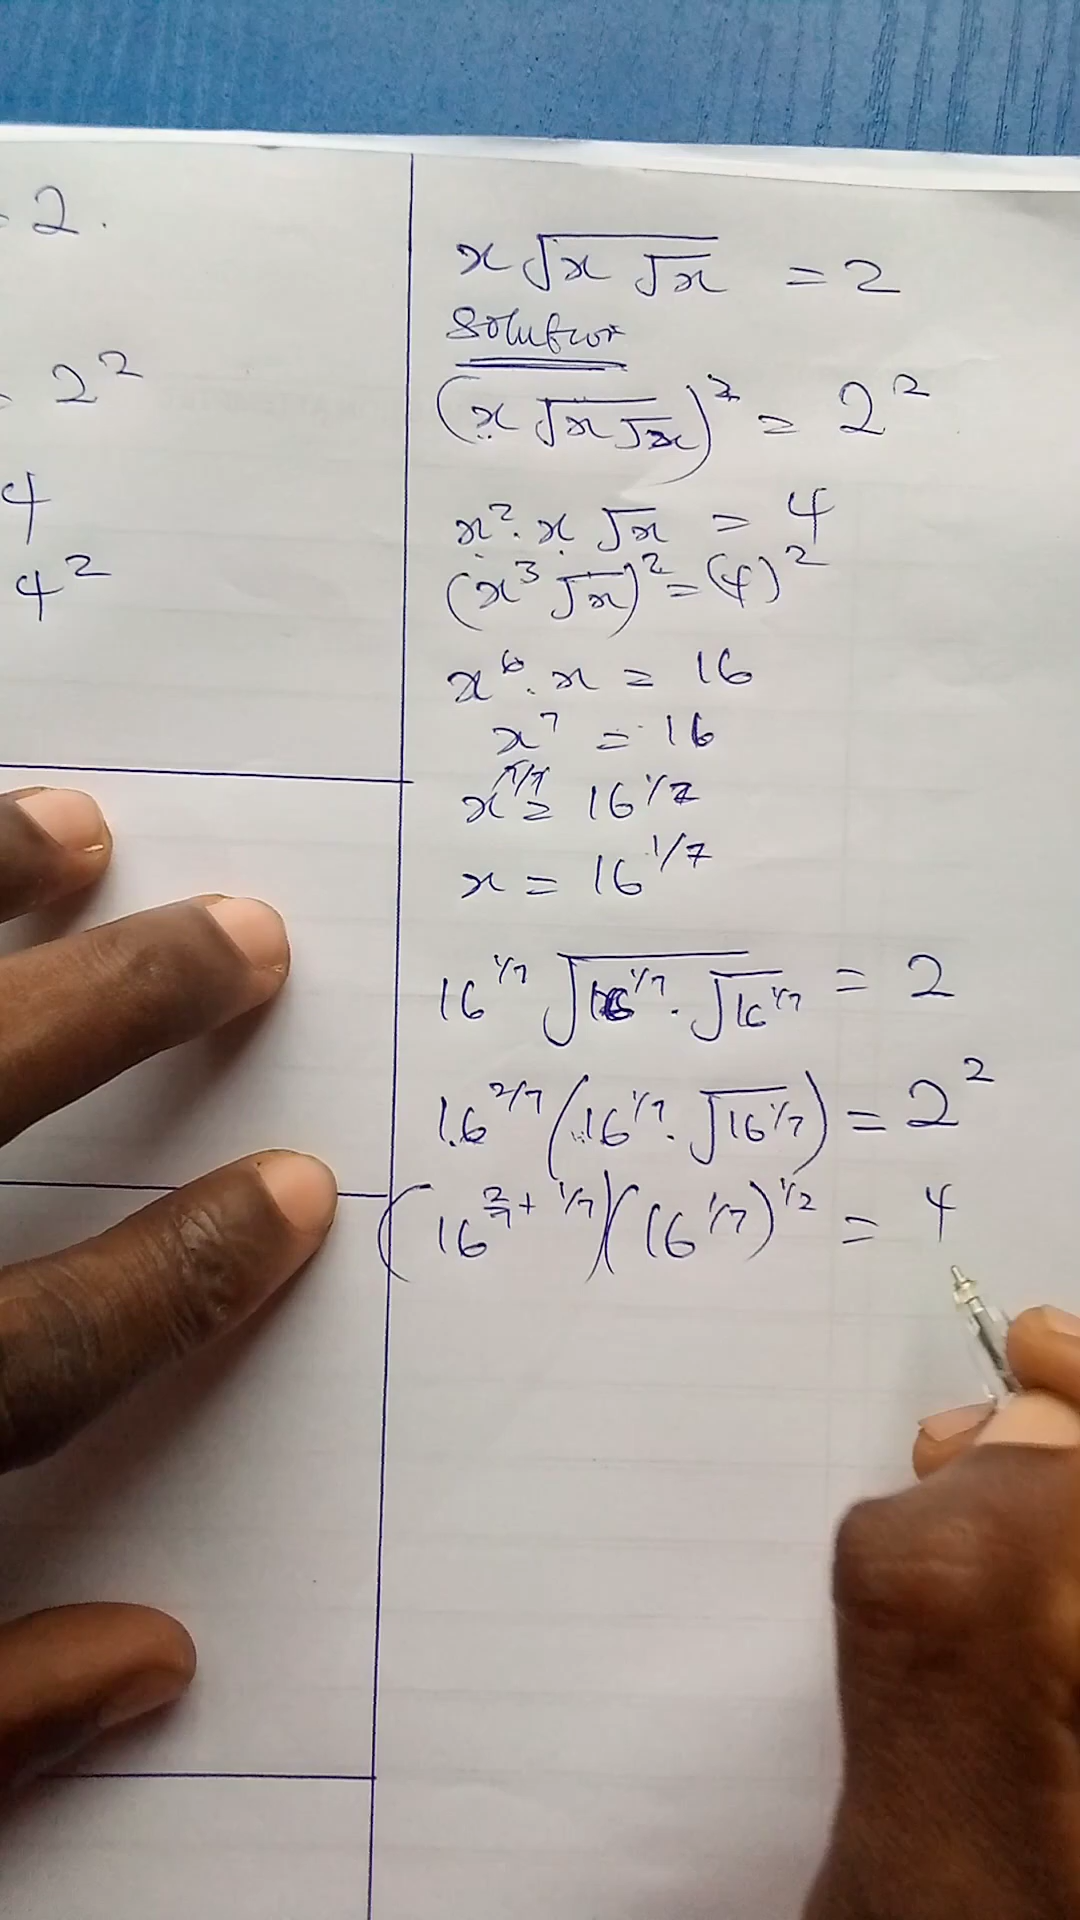 = 2.
= 2²
4
4²
x√(x√x) = 2
Solution
(x√(x√x))² = 2²
x². x√x = 4
(x³√x)² = (4)²
x⁶. x = 16
x⁷ = 16
x^(7/7) = 16^(1/7)
x = 16^(1/7)
16^(1/7) √(16^(1/7) . √(16^(1/7))) = 2
16^(2/7) (16^(1/7) . √(16^(1/7))) = 2²
(16^(2/7 + 1/7))(16^(1/7))^(1/2) = 4